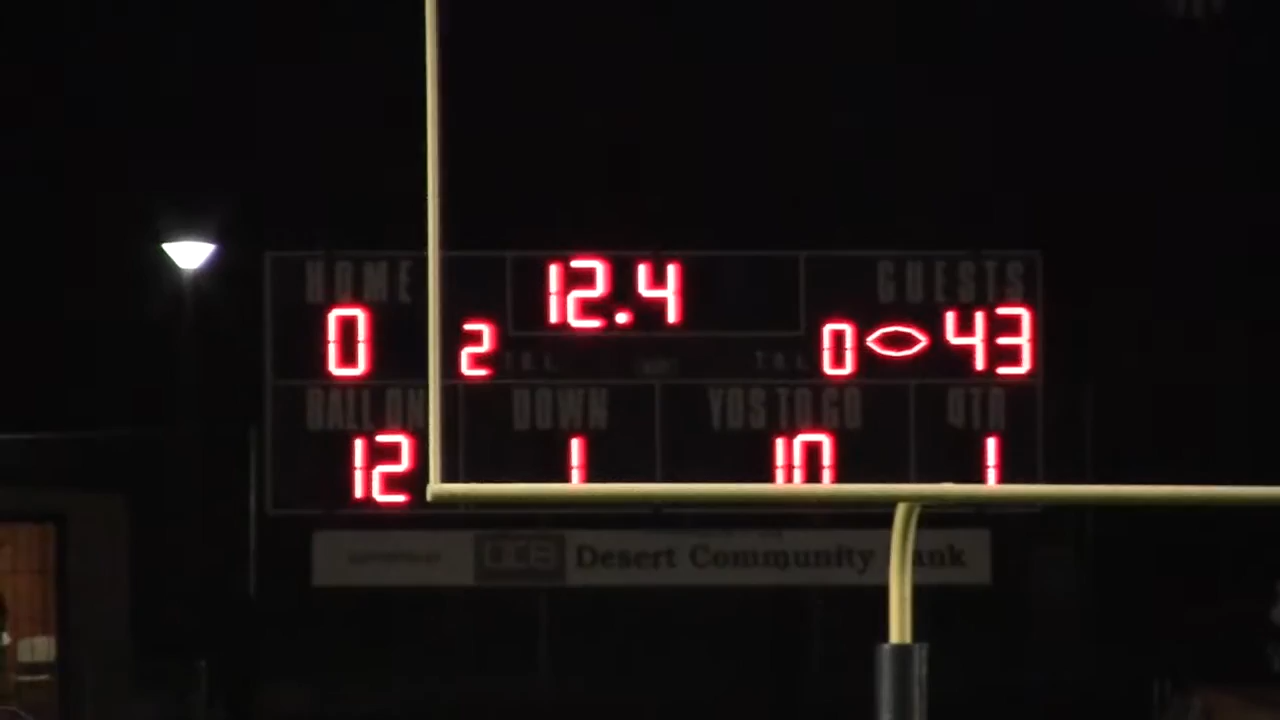 HOME 12.4 GUESTS
0 2 T.O.L. T.O.L. 0 43
BALL ON DOWN YDS TO GO QTR
12 1 10 1
Desert Community Bank